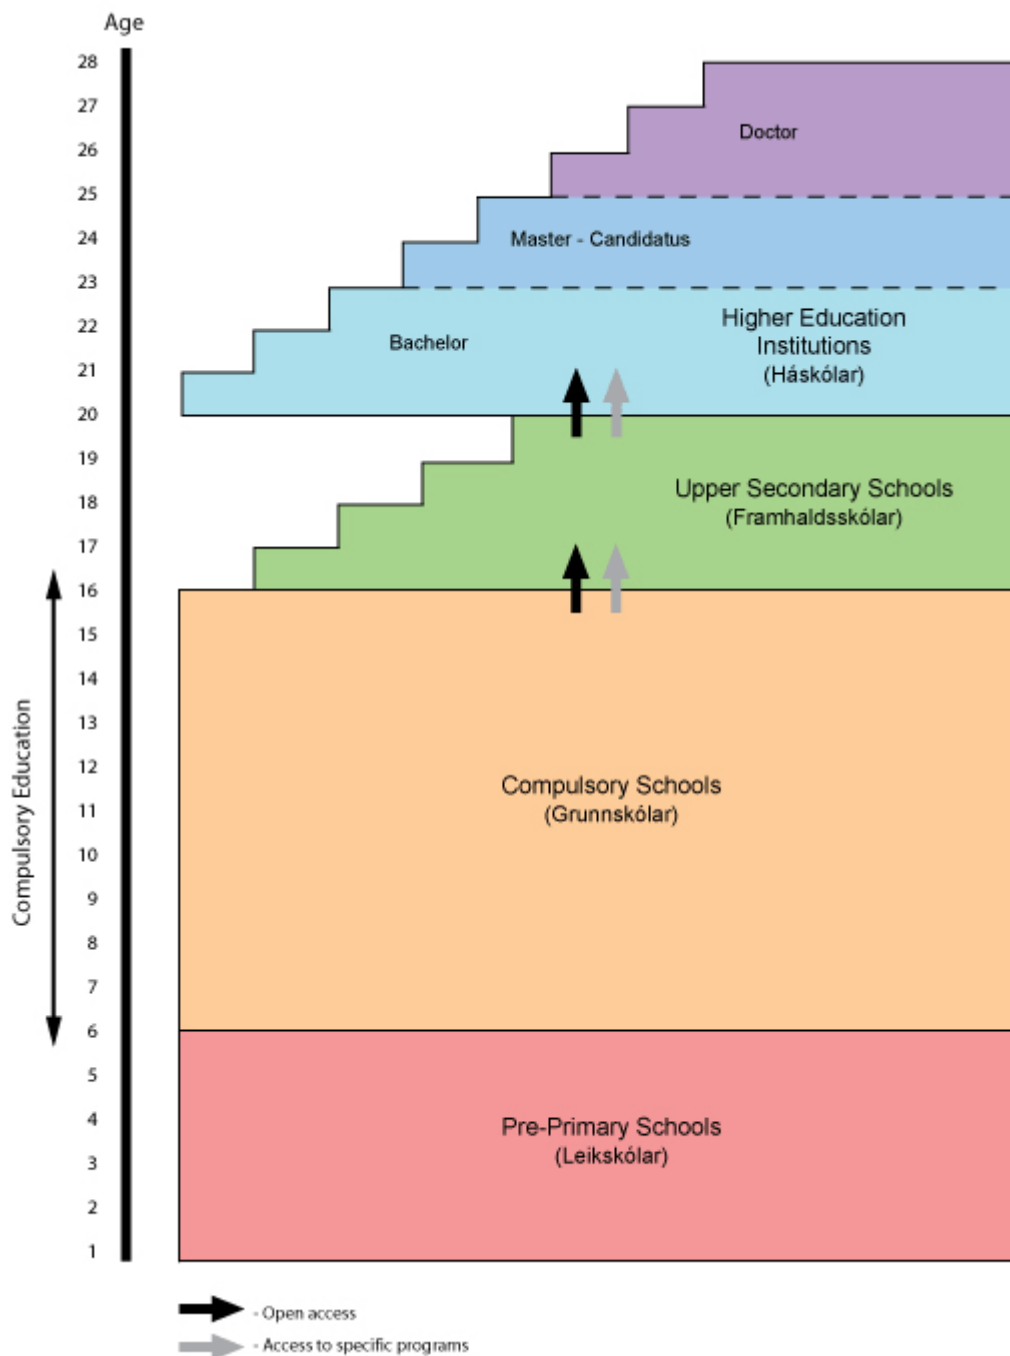 Age
28
27
26
25
24
23
22
21
20
19
18
17
16
15
14
13
12
11
10
9
8
7
6
5
4
3
2
1
Compulsory Education
Doctor
Master - Candidatus
Bachelor
Higher Education
Institutions
(Háskólar)
Upper Secondary Schools
(Framhaldsskólar)
Compulsory Schools
(Grunnskólar)
Pre-Primary Schools
(Leikskólar)
- Open access
- Access to specific programs